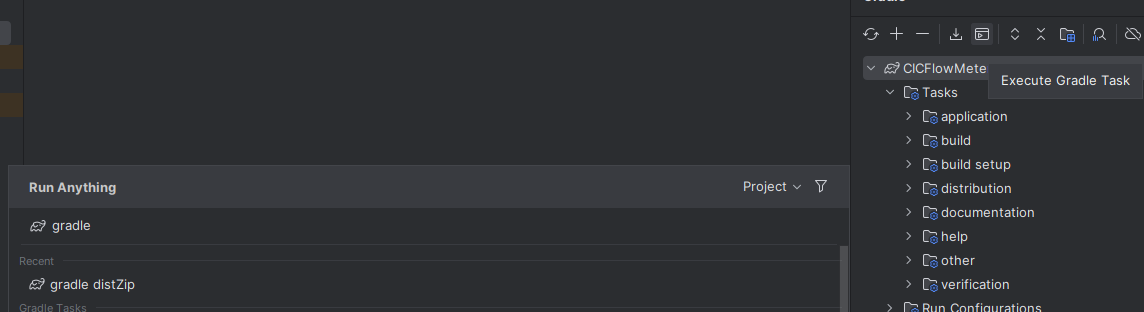 CICFlowMete
Execute Gradle Task
Tasks
application
build
build setup
distribution
documentation
help
other
verification
Run Configurations
Run Anything
Project
gradle
Recent
gradle distZip
Gradle Tasks